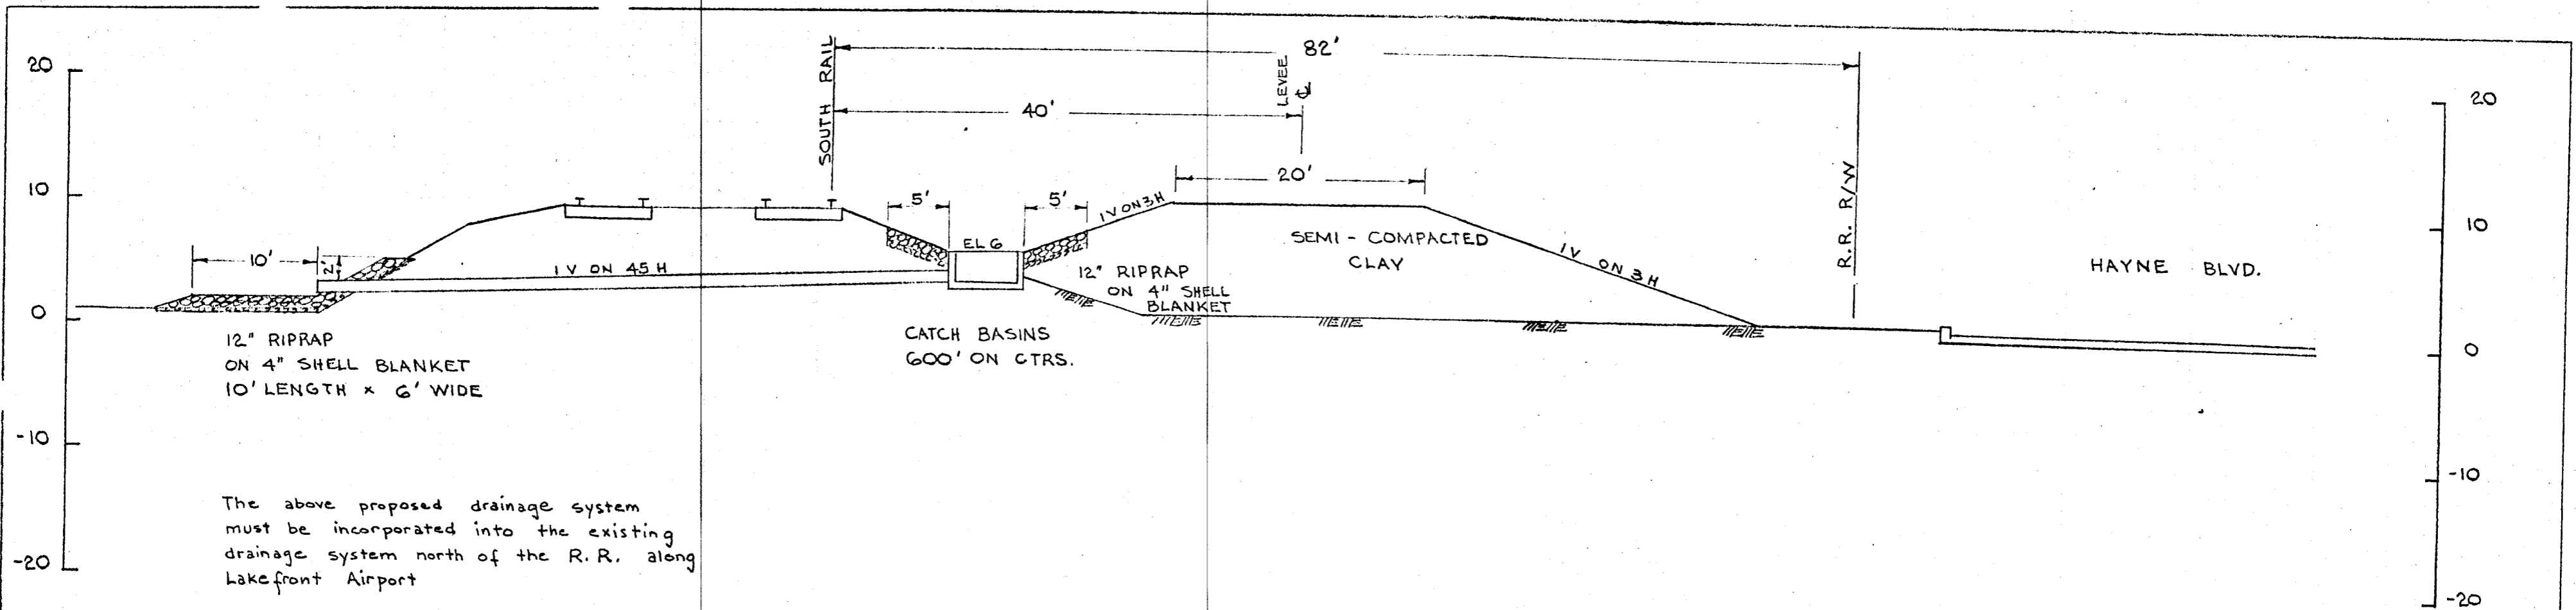 82'
SOUTH RAIL
LEVEE
℄
40'
20
20
20'
R.R. R/W
10
10
5'
5'
1V ON 3H
EL 6
SEMI - COMPACTED
CLAY
1V ON 3H
HAYNE BLVD.
10'
2'
1 V ON 45 H
12" RIPRAP
ON 4" SHELL
BLANKET
0
0
12" RIPRAP
ON 4" SHELL BLANKET
10' LENGTH x 6' WIDE
CATCH BASINS
600' ON CTRS.
-10
-10
The above proposed drainage system
must be incorporated into the existing
drainage system north of the R.R. along
Lakefront Airport
-20
-20